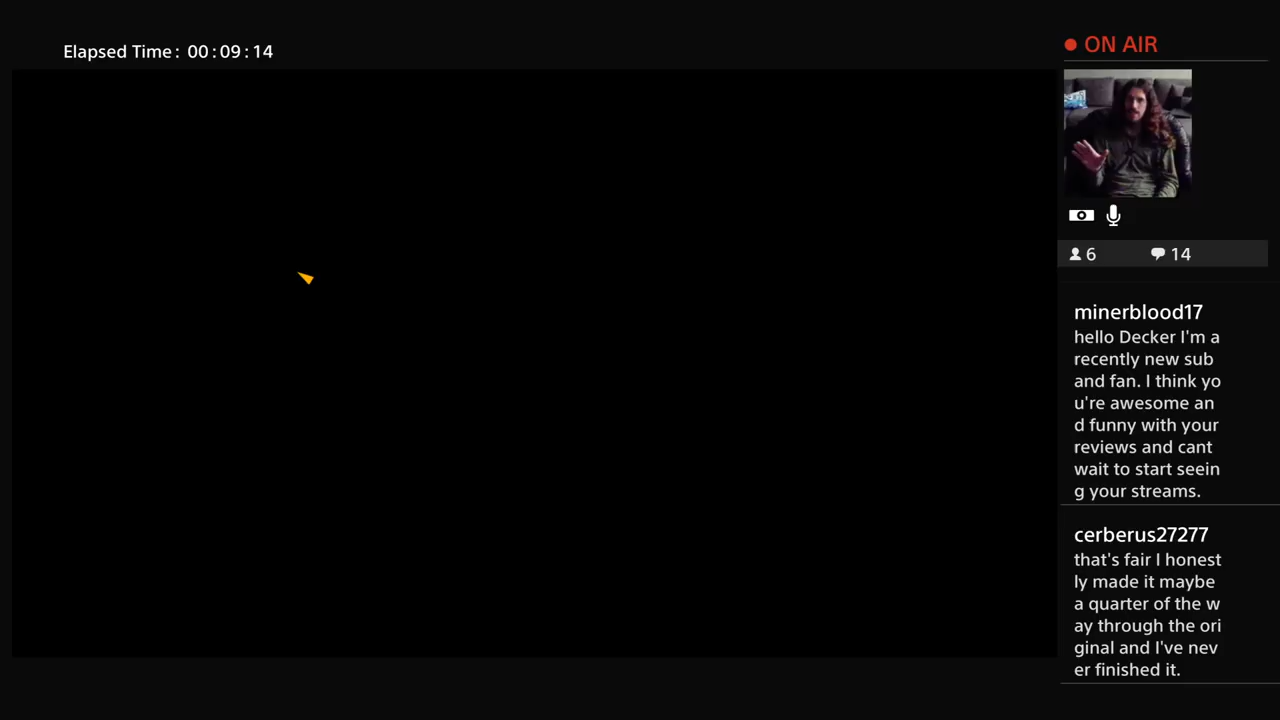 Elapsed Time: 00:09:14
ON AIR
6 14
minerblood17
hello Decker I'm a
recently new sub
and fan. I think yo
u're awesome an
d funny with your
reviews and cant
wait to start seein
g your streams.
cerberus27277
that's fair I honest
ly made it maybe
a quarter of the w
ay through the ori
ginal and I've nev
er finished it.